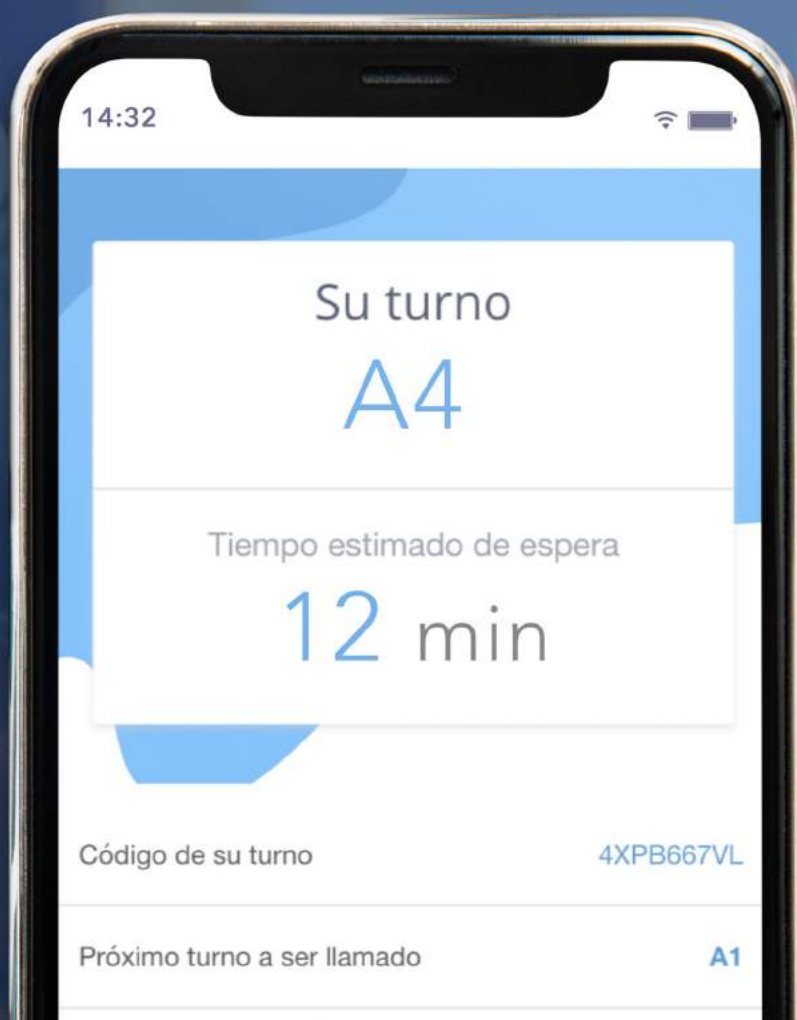 14:32
Su turno
A4
Tiempo estimado de espera
12 min
Código de su turno 4XPB667VL
Próximo turno a ser llamado A1